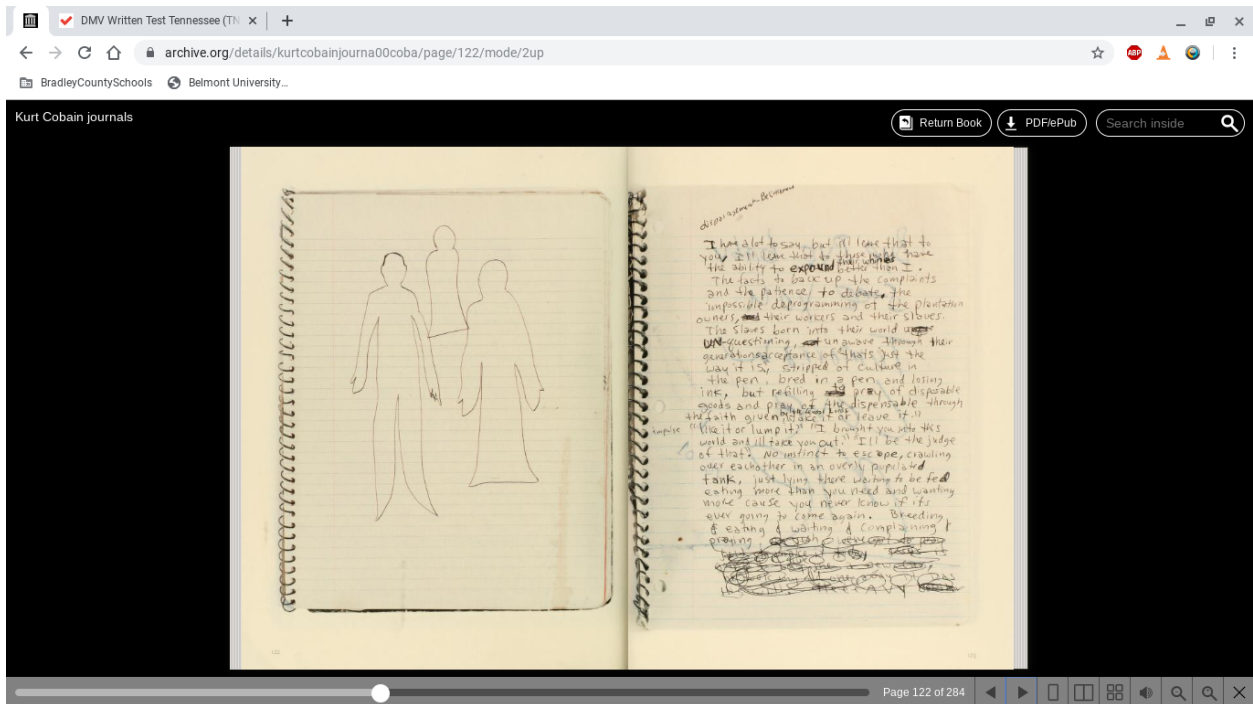 DMV Written Test Tennessee (TN
archive.org/details/kurtcobainjourna00coba/page/122/mode/2up
ABP
BradleyCountySchools Belmont University…
Kurt Cobain journals
Return Book PDF/ePub Search inside
I have a lot to say, but i'll leave that to
you, I'll leave that to those who have
the ability to expound better than I.
The facts to back up the complaints
and the patience to debate, the
impossible deprogramming of the plantation
owners, their workers and their slaves.
The slaves born into their world
UN-questioning, unaware through their
generations acceptance of thats just the
way it is, stripped of culture in
the pen, bred in a pen and losing
ink, but refilling to pray of disposable
goods and pray of the dispensable through
the faith given take it or leave it."
impulse "like it or lump it." "I brought you into this
world and ill take you out." I'll be the judge
of that? No instinct to escape, crawling
over eachather in an overly pupulated
tank, just lying there waiting to be fed
eating more than you need and wanting
more cause you never know if its
ever going to come again. Breeding
& eating & waiting & complaining &
praying.
Page 122 of 284